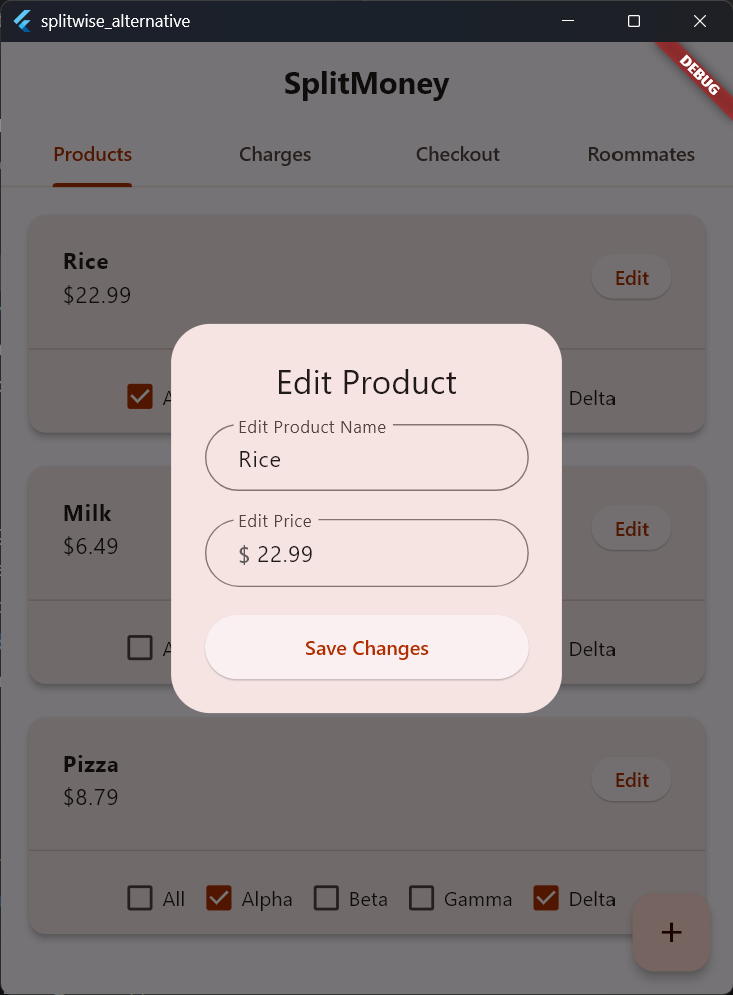 splitwise_alternative
DEBUG
SplitMoney
Products Charges Checkout Roommates
Rice
$22.99
Edit
Edit Product
Edit Product Name
Rice
Edit Price
$ 22.99
Save Changes
Delta
Milk
$6.49
Edit
Delta
Pizza
$8.79
Edit
All Alpha Beta Gamma Delta
+